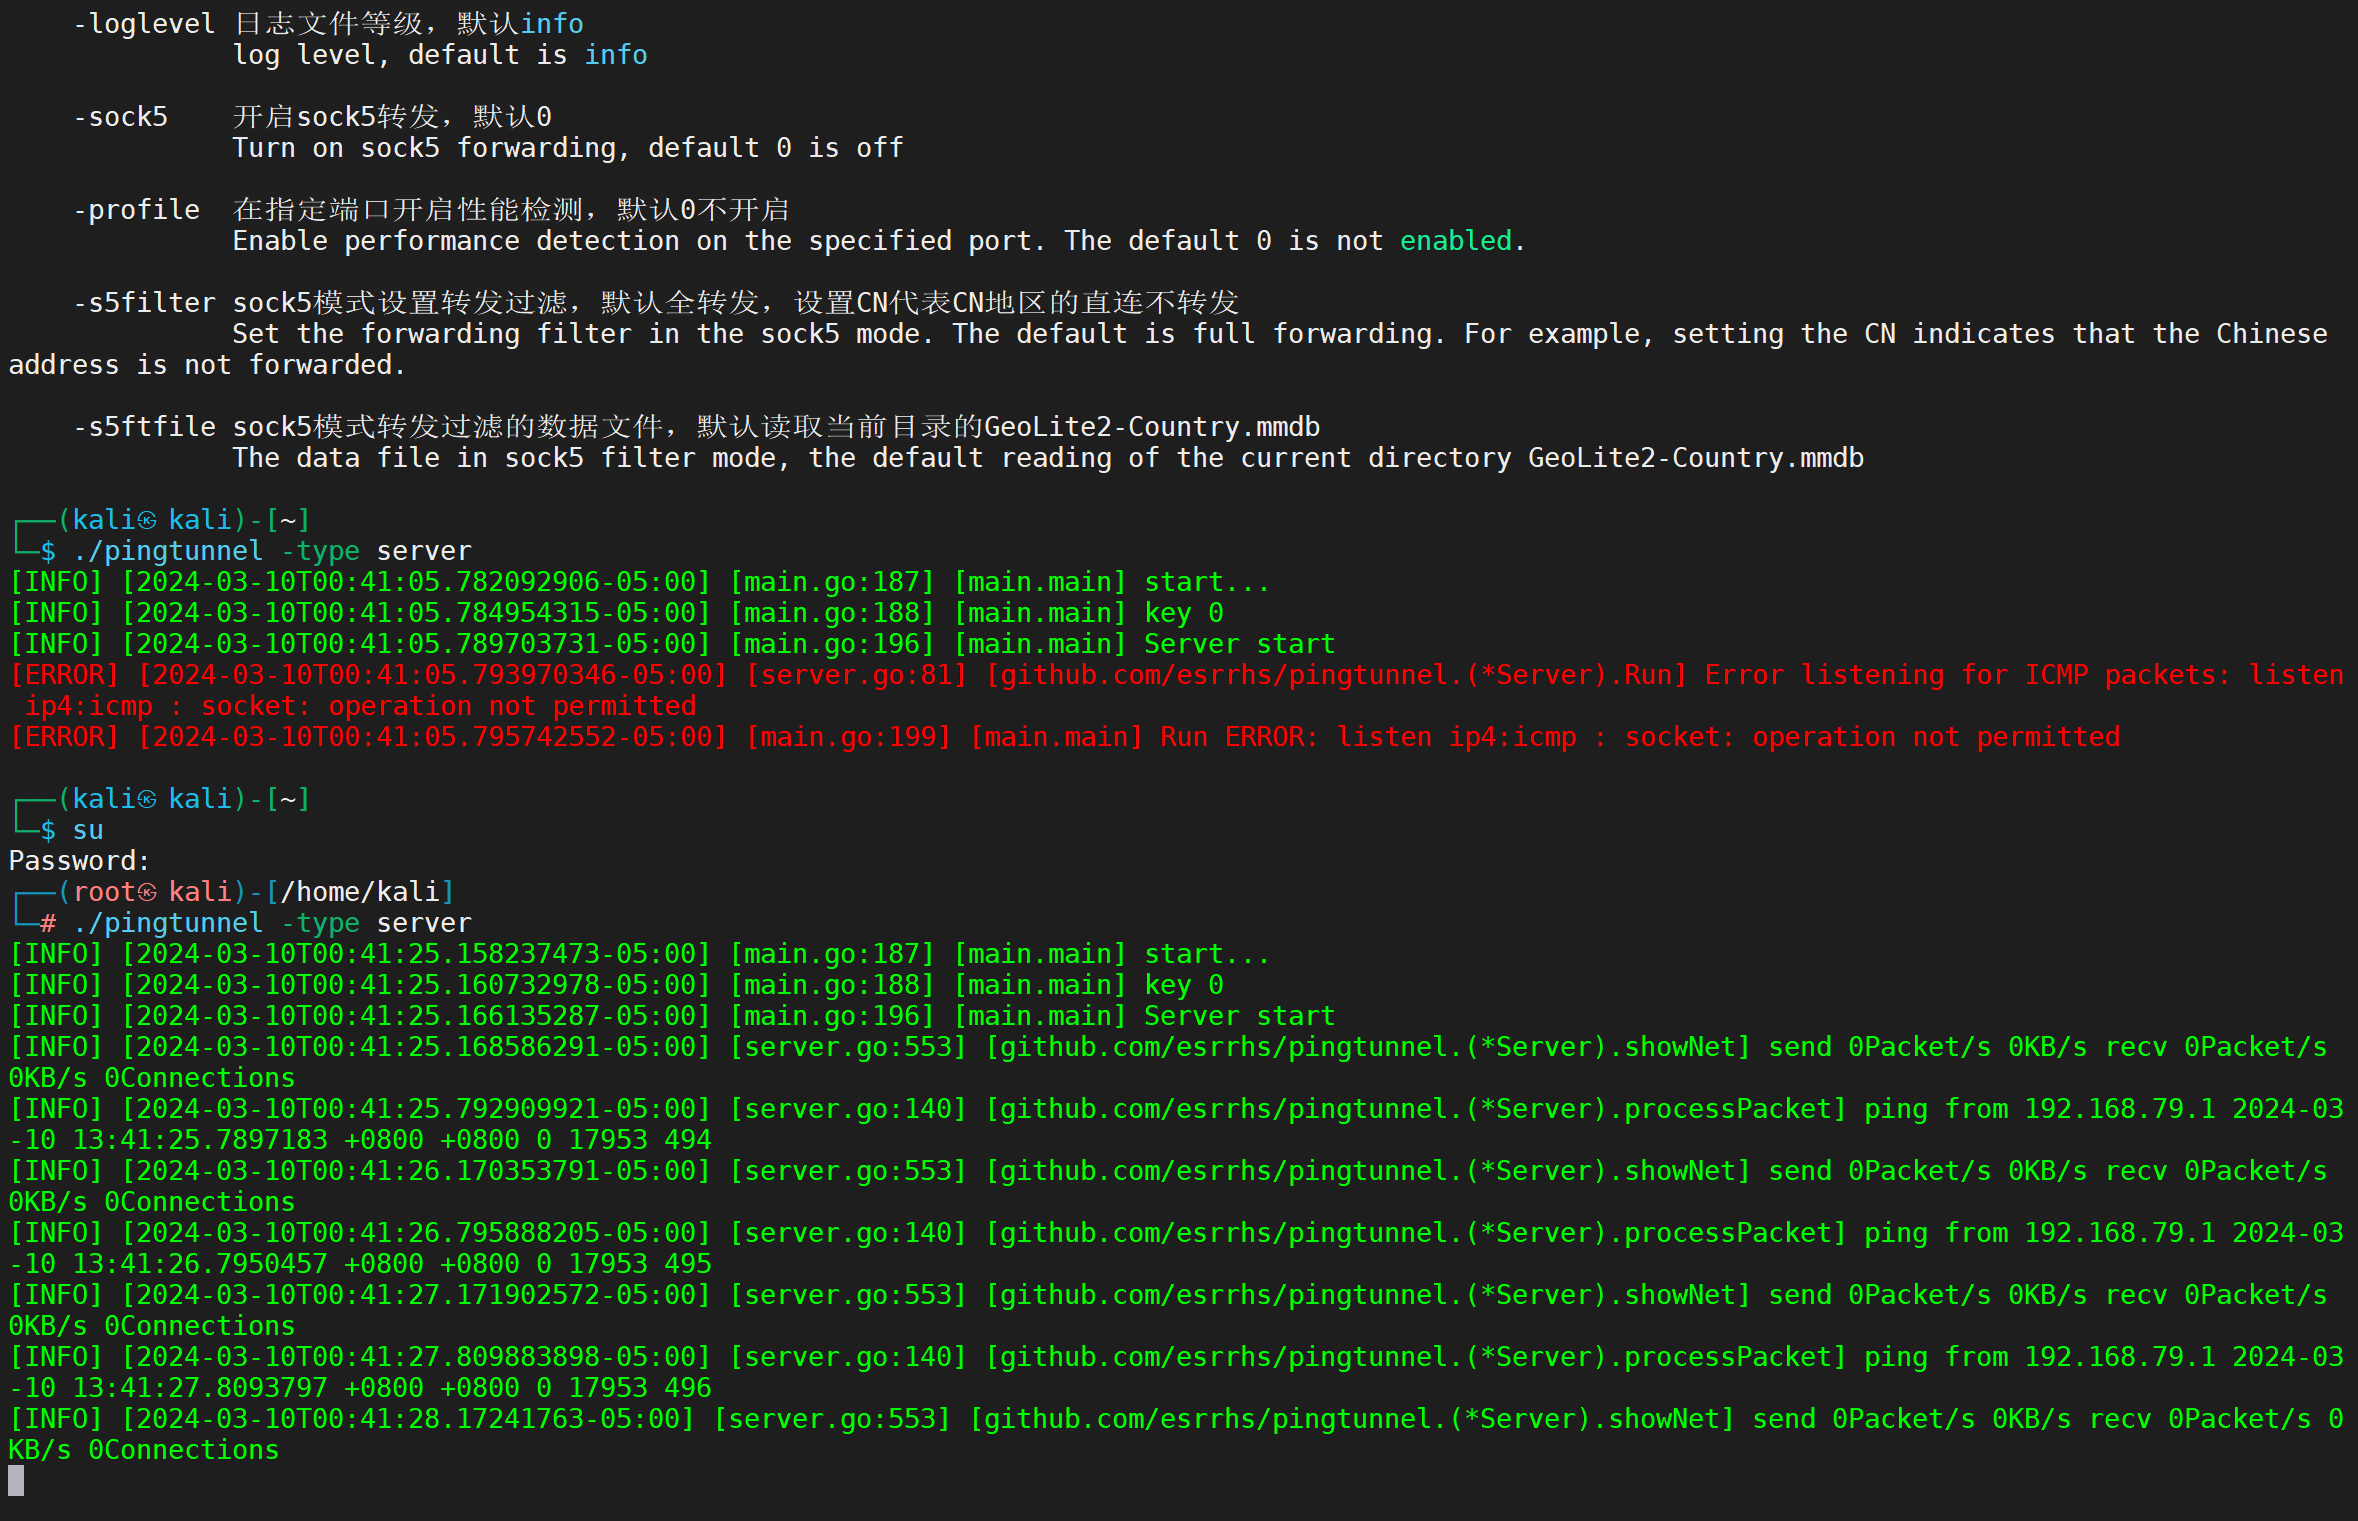 -loglevel 日志文件等级，默认info
log level, default is info
-sock5 开启sock5转发，默认0
Turn on sock5 forwarding, default 0 is off
-profile 在指定端口开启性能检测，默认0不开启
Enable performance detection on the specified port. The default 0 is not enabled.
-s5filter sock5模式设置转发过滤，默认全转发，设置CN代表CN地区的直连不转发
Set the forwarding filter in the sock5 mode. The default is full forwarding. For example, setting the CN indicates that the Chinese
address is not forwarded.
-s5ftfile sock5模式转发过滤的数据文件，默认读取当前目录的GeoLite2-Country.mmdb
The data file in sock5 filter mode, the default reading of the current directory GeoLite2-Country.mmdb
┌──(kali㉿kali)-[~]
└─$ ./pingtunnel -type server
[INFO] [2024-03-10T00:41:05.782092906-05:00] [main.go:187] [main.main] start...
[INFO] [2024-03-10T00:41:05.784954315-05:00] [main.go:188] [main.main] key 0
[INFO] [2024-03-10T00:41:05.789703731-05:00] [main.go:196] [main.main] Server start
[ERROR] [2024-03-10T00:41:05.793970346-05:00] [server.go:81] [github.com/esrrhs/pingtunnel.(*Server).Run] Error listening for ICMP packets: listen
ip4:icmp : socket: operation not permitted
[ERROR] [2024-03-10T00:41:05.795742552-05:00] [main.go:199] [main.main] Run ERROR: listen ip4:icmp : socket: operation not permitted
┌──(kali㉿kali)-[~]
└─$ su
Password:
┌──(root㉿kali)-[/home/kali]
└─# ./pingtunnel -type server
[INFO] [2024-03-10T00:41:25.158237473-05:00] [main.go:187] [main.main] start...
[INFO] [2024-03-10T00:41:25.160732978-05:00] [main.go:188] [main.main] key 0
[INFO] [2024-03-10T00:41:25.166135287-05:00] [main.go:196] [main.main] Server start
[INFO] [2024-03-10T00:41:25.168586291-05:00] [server.go:553] [github.com/esrrhs/pingtunnel.(*Server).showNet] send 0Packet/s 0KB/s recv 0Packet/s
0KB/s 0Connections
[INFO] [2024-03-10T00:41:25.792909921-05:00] [server.go:140] [github.com/esrrhs/pingtunnel.(*Server).processPacket] ping from 192.168.79.1 2024-03
-10 13:41:25.7897183 +0800 +0800 0 17953 494
[INFO] [2024-03-10T00:41:26.170353791-05:00] [server.go:553] [github.com/esrrhs/pingtunnel.(*Server).showNet] send 0Packet/s 0KB/s recv 0Packet/s
0KB/s 0Connections
[INFO] [2024-03-10T00:41:26.795888205-05:00] [server.go:140] [github.com/esrrhs/pingtunnel.(*Server).processPacket] ping from 192.168.79.1 2024-03
-10 13:41:26.7950457 +0800 +0800 0 17953 495
[INFO] [2024-03-10T00:41:27.171902572-05:00] [server.go:553] [github.com/esrrhs/pingtunnel.(*Server).showNet] send 0Packet/s 0KB/s recv 0Packet/s
0KB/s 0Connections
[INFO] [2024-03-10T00:41:27.809883898-05:00] [server.go:140] [github.com/esrrhs/pingtunnel.(*Server).processPacket] ping from 192.168.79.1 2024-03
-10 13:41:27.8093797 +0800 +0800 0 17953 496
[INFO] [2024-03-10T00:41:28.17241763-05:00] [server.go:553] [github.com/esrrhs/pingtunnel.(*Server).showNet] send 0Packet/s 0KB/s recv 0Packet/s 0
KB/s 0Connections